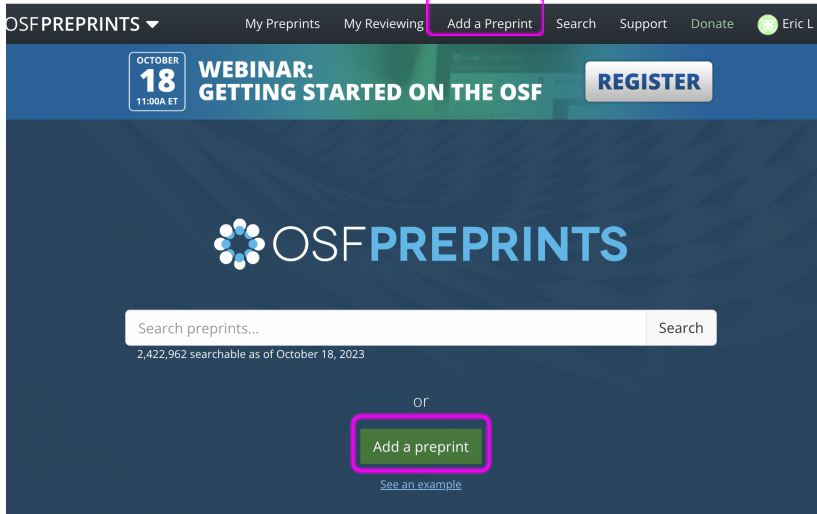 OSFPREPRINTS
My Preprints My Reviewing Add a Preprint Search Support Donate Eric L
OCTOBER
18
11:00A ET
WEBINAR:
GETTING STARTED ON THE OSF
REGISTER
OSFPREPRINTS
Search preprints... Search
2,422,962 searchable as of October 18, 2023
or
Add a preprint
See an example